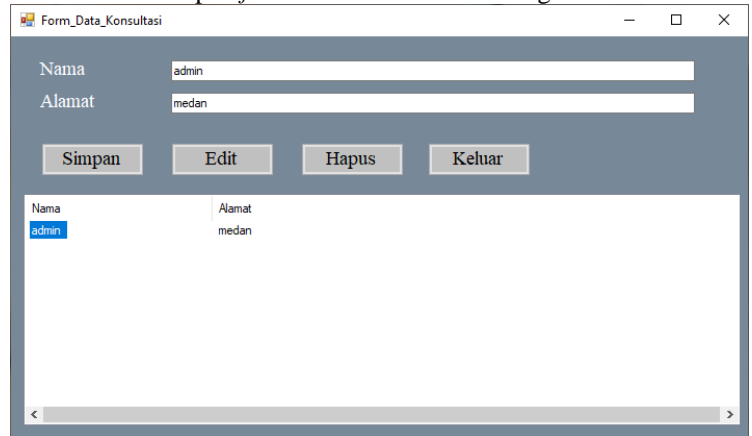 Form_Data_Konsultasi
Nama admin
Alamat medan
Simpan Edit Hapus Keluar
Nama Alamat
admin medan